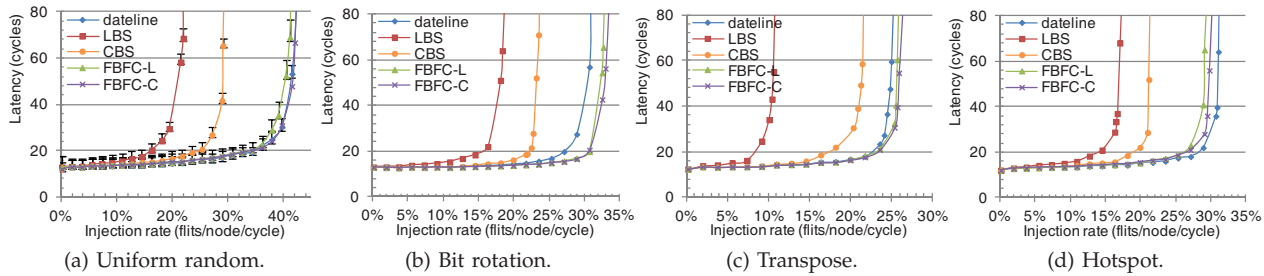 80
60
40
20
0
Latency (cycles)
dateline
LBS
CBS
FBFC-L
FBFC-C
0% 10% 20% 30% 40%
Injection rate (flits/node/cycle)
(a) Uniform random.
80
60
40
20
0
Latency (cycles)
dateline
LBS
CBS
FBFC-L
FBFC-C
0% 5% 10% 15% 20% 25% 30% 35%
Injection rate (flits/node/cycle)
(b) Bit rotation.
80
60
40
20
0
Latency (cycles)
dateline
LBS
CBS
FBFC-L
FBFC-C
0% 5% 10% 15% 20% 25% 30%
Injection rate (flits/node/cycle)
(c) Transpose.
80
60
40
20
0
Latency (cycles)
dateline
LBS
CBS
FBFC-L
FBFC-C
0% 5% 10% 15% 20% 25% 30% 35%
Injection rate (flits/node/cycle)
(d) Hotspot.